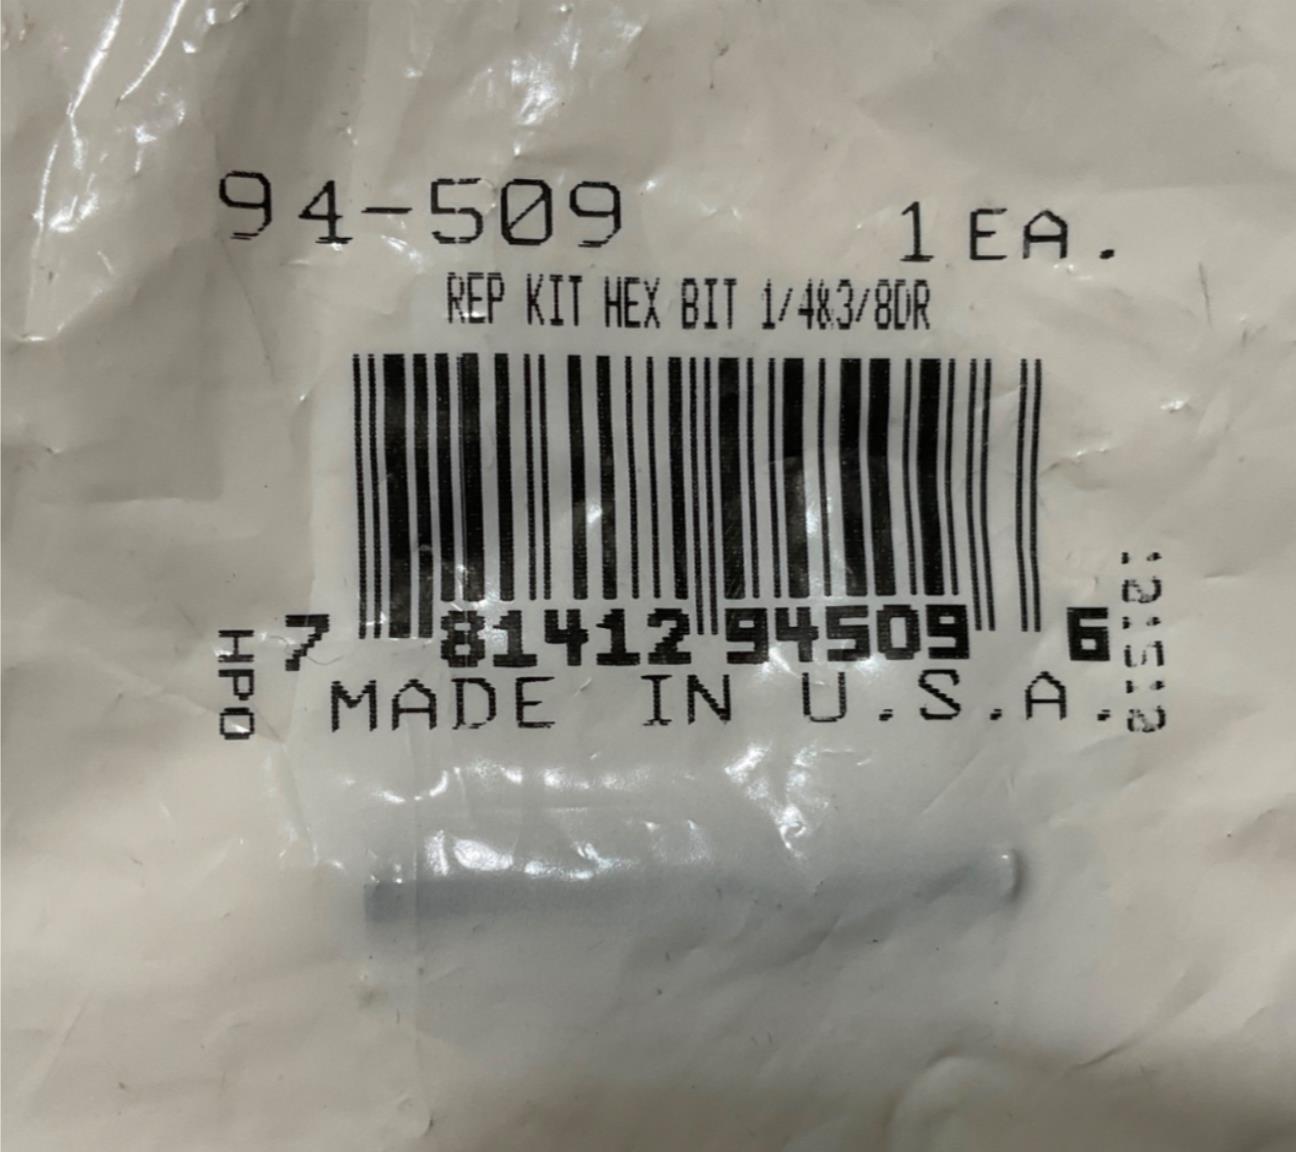 94-509 1 EA.
REP KIT HEX BIT 1/4&3/8DR
7 81412 94509 6
HPO
MADE IN U.S.A.